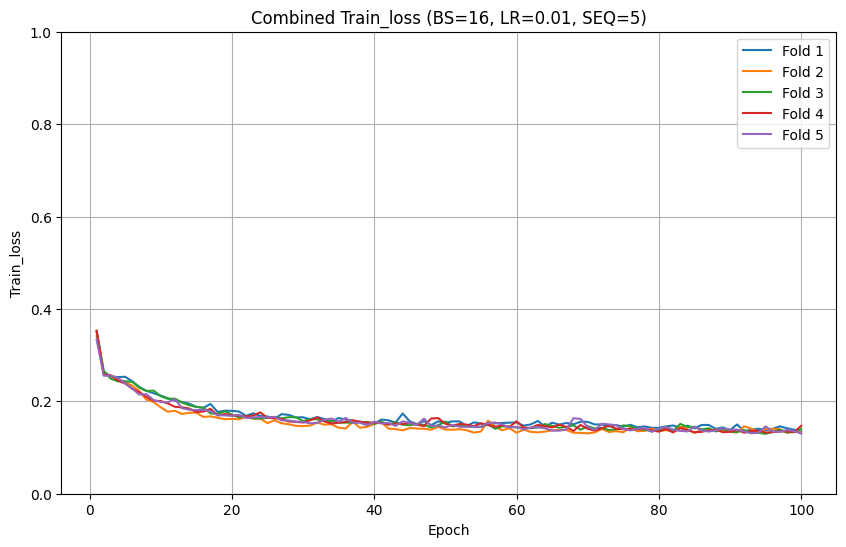 Combined Train_loss (BS=16, LR=0.01, SEQ=5)
1.0
0.8
0.6
0.4
0.2
0.0
Train_loss
0 20 40 60 80 100
Epoch
Fold 1
Fold 2
Fold 3
Fold 4
Fold 5